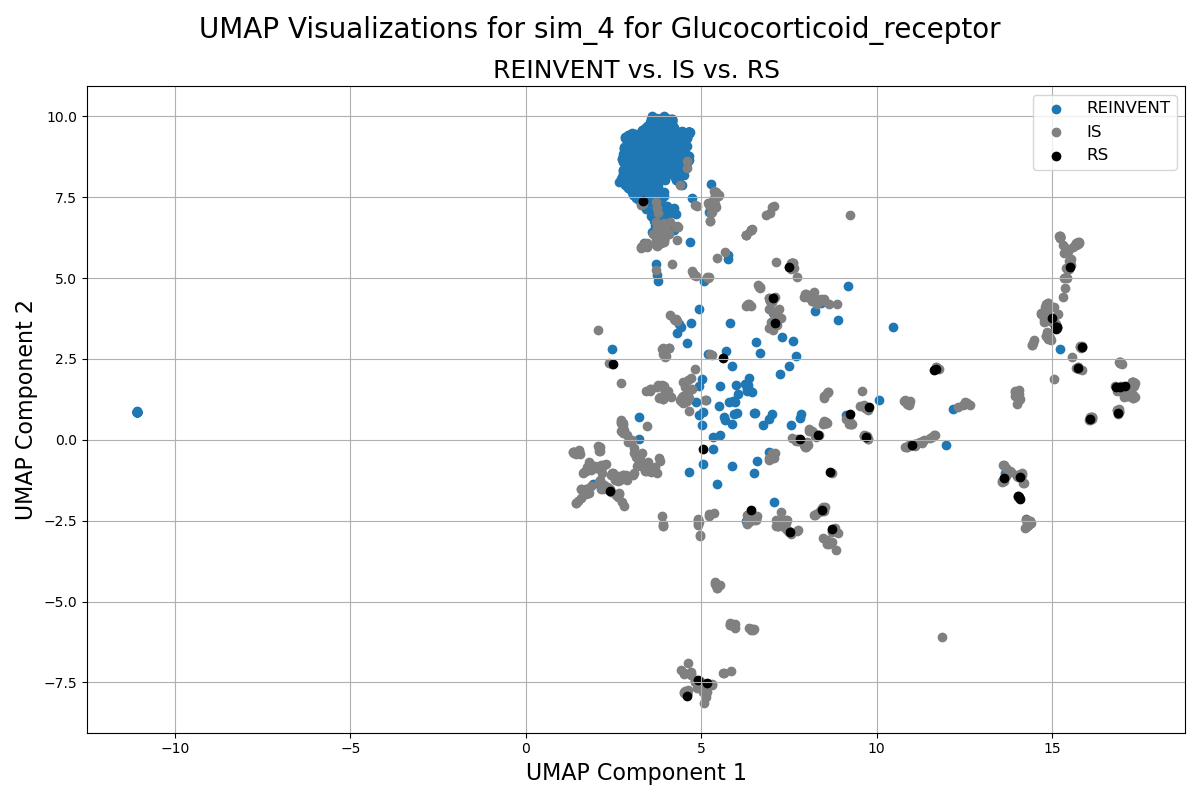 UMAP Visualizations for sim_4 for Glucocorticoid_receptor
REINVENT vs. IS vs. RS
REINVENT
IS
RS
UMAP Component 2
10.0
7.5
5.0
2.5
0.0
−2.5
−5.0
−7.5
−10
−5
0
5
10
15
UMAP Component 1